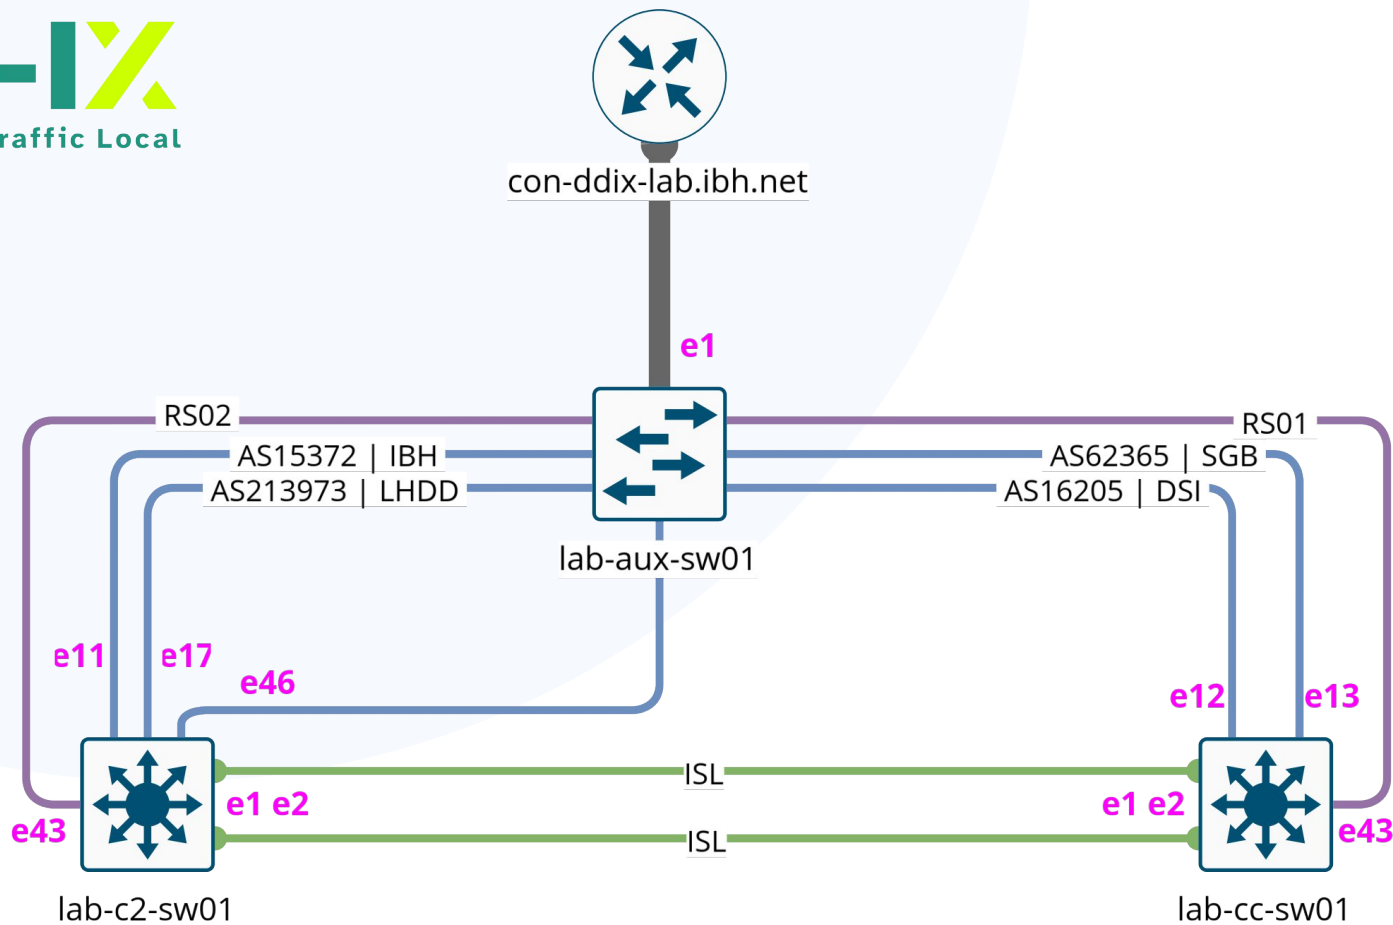 IX
raffic Local
con-ddix-lab.ibh.net
e1
RS02
RS01
AS15372 | IBH
AS62365 | SGB
AS213973 | LHDD
AS16205 | DSI
lab-aux-sw01
e11
e17
e46
e12
e13
ISL
e1 e2
e1 e2
e43
e43
ISL
lab-c2-sw01
lab-cc-sw01